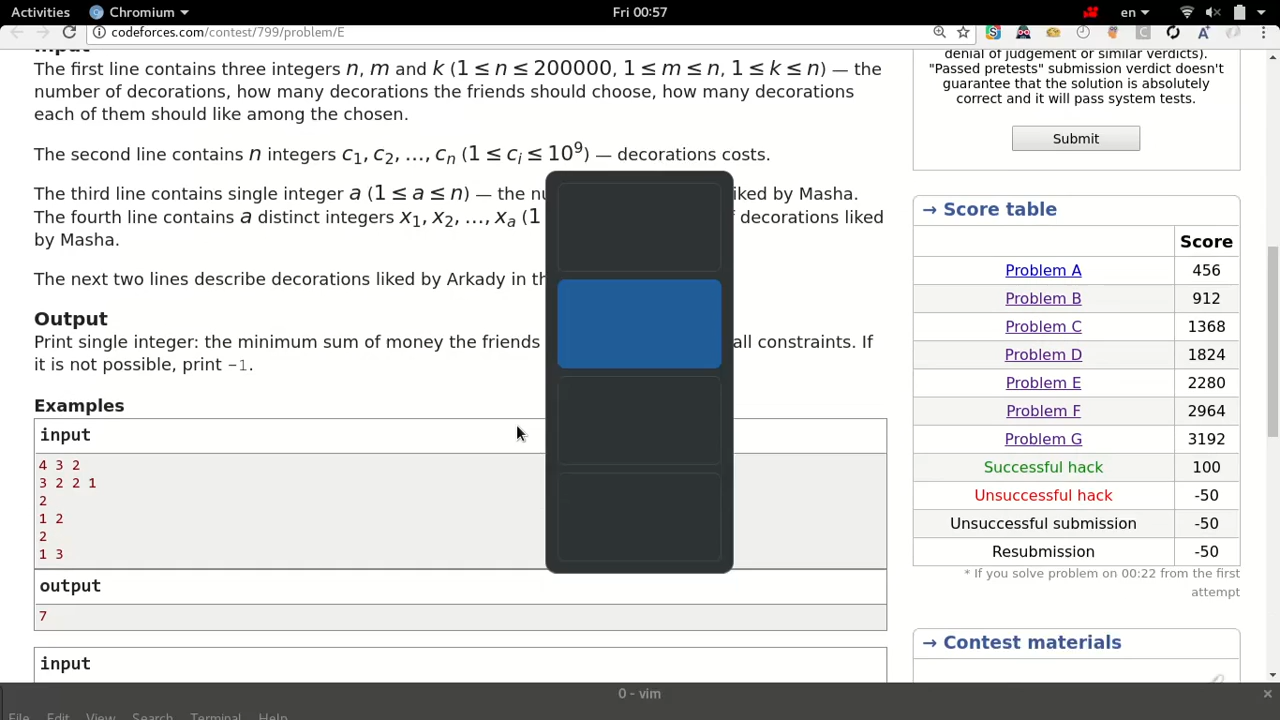 Activities Chromium Fri 00:57 en
codeforces.com/contest/799/problem/E
The first line contains three integers n, m and k (1 ≤ n ≤ 200000, 1 ≤ m ≤ n, 1 ≤ k ≤ n) — the
number of decorations, how many decorations the friends should choose, how many decorations
each of them should like among the chosen.
The second line contains n integers c1, c2, ..., cn (1 ≤ ci ≤ 10^9) — decorations costs.
The third line contains single integer a (1 ≤ a ≤ n) — the liked by Masha.
The fourth line contains a distinct integers x1, x2, ..., xa (1 decorations liked
by Masha.
The next two lines describe decorations liked by Arkady in
Output
Print single integer: the minimum sum of money the friends all constraints. If
it is not possible, print -1.
Examples
input
4 3 2
3 2 2 1
2
1 2
2
1 3
output
7
input
denial of judgement or similar verdicts).
"Passed pretests" submission verdict doesn't
guarantee that the solution is absolutely
correct and it will pass system tests.
Submit
→ Score table
Score
Problem A 456
Problem B 912
Problem C 1368
Problem D 1824
Problem E 2280
Problem F 2964
Problem G 3192
Successful hack 100
Unsuccessful hack -50
Unsuccessful submission -50
Resubmission -50
* If you solve problem on 00:22 from the first
attempt
→ Contest materials
0 - vim
File Edit View Search Terminal Help